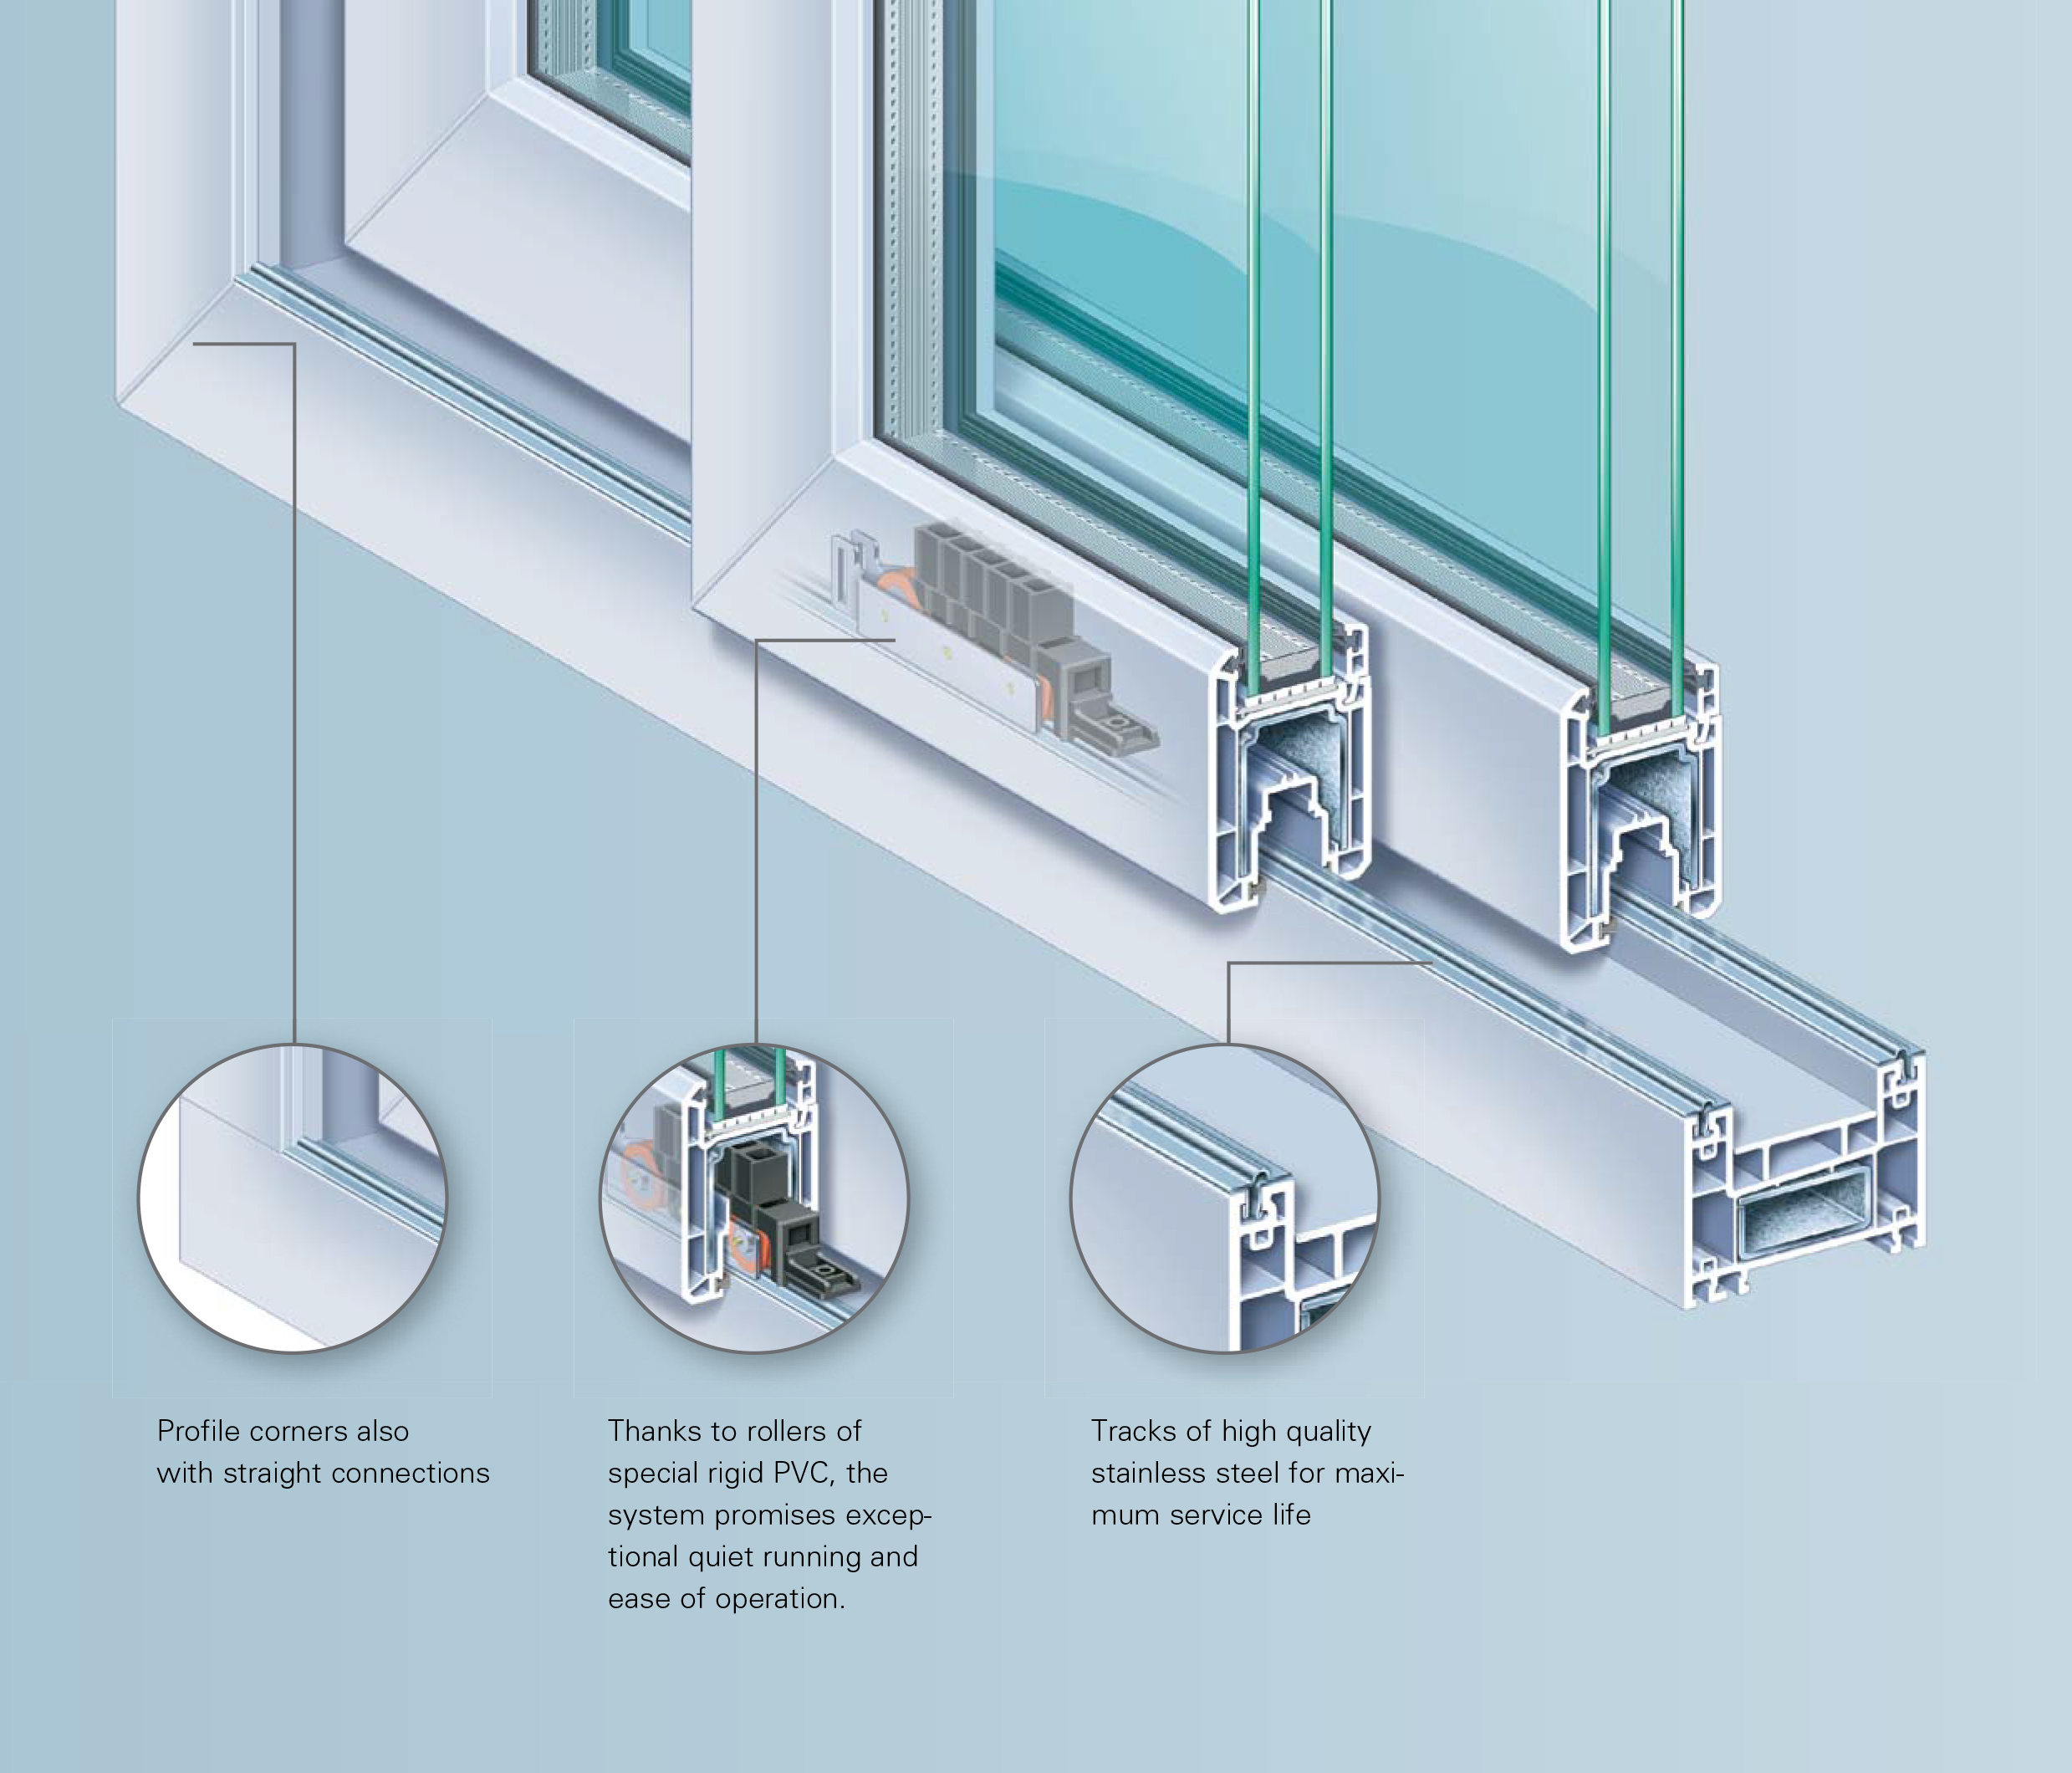 Profile corners also
with straight connections
Thanks to rollers of
special rigid PVC, the
system promises excep-
tional quiet running and
ease of operation.
Tracks of high quality
stainless steel for maxi-
mum service life